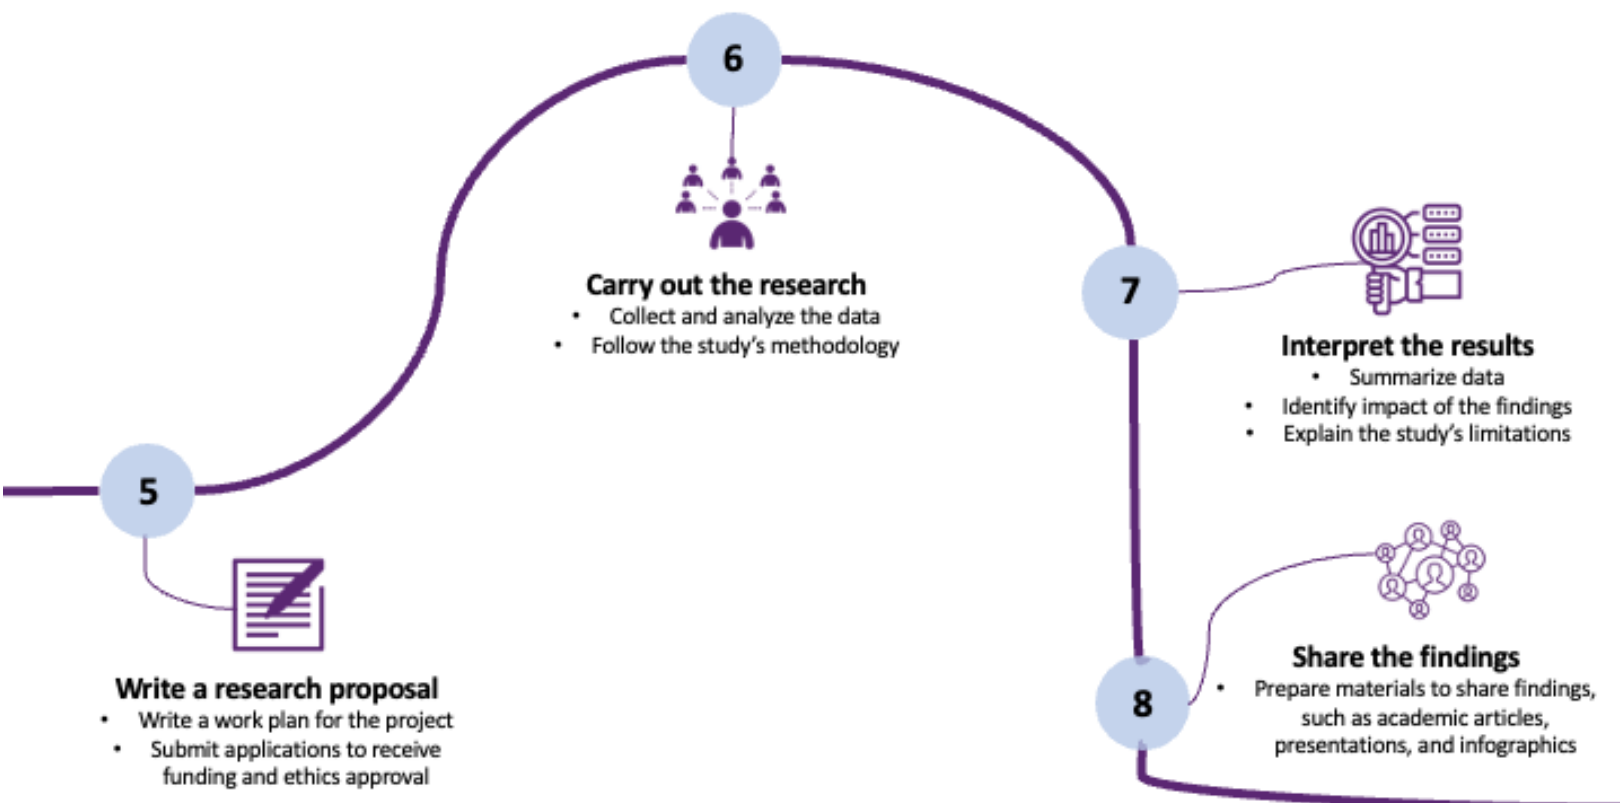 5
Write a research proposal
• Write a work plan for the project
• Submit applications to receive
funding and ethics approval
6
Carry out the research
• Collect and analyze the data
• Follow the study's methodology
7
Interpret the results
• Summarize data
• Identify impact of the findings
• Explain the study's limitations
8
Share the findings
• Prepare materials to share findings,
such as academic articles,
presentations, and infographics